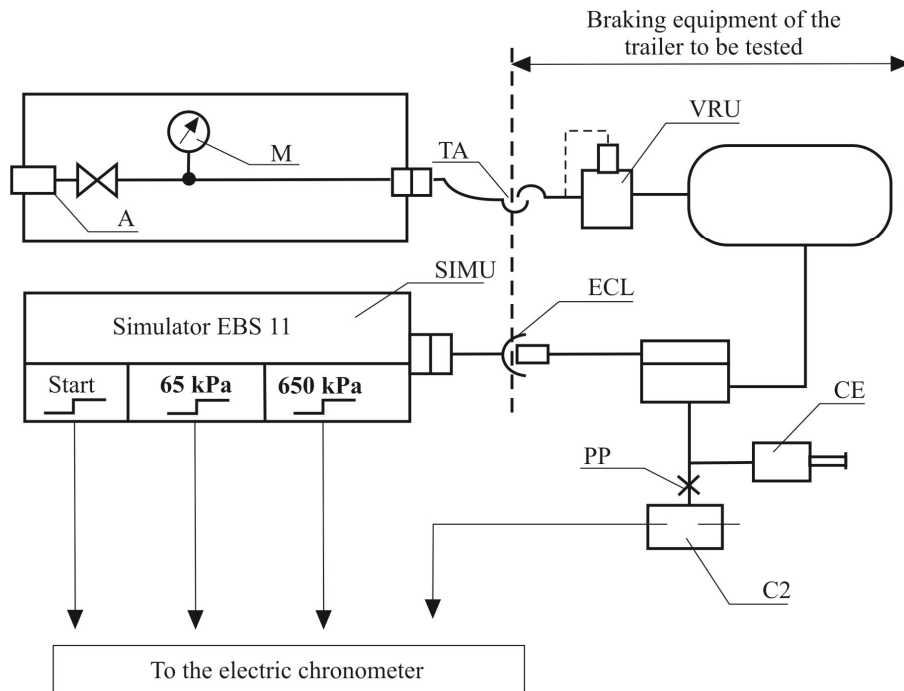 Braking equipment of the
trailer to be tested
VRU
TA
M
A
SIMU
ECL
Simulator EBS 11
Start
65 kPa
650 kPa
CE
PP
C2
To the electric chronometer